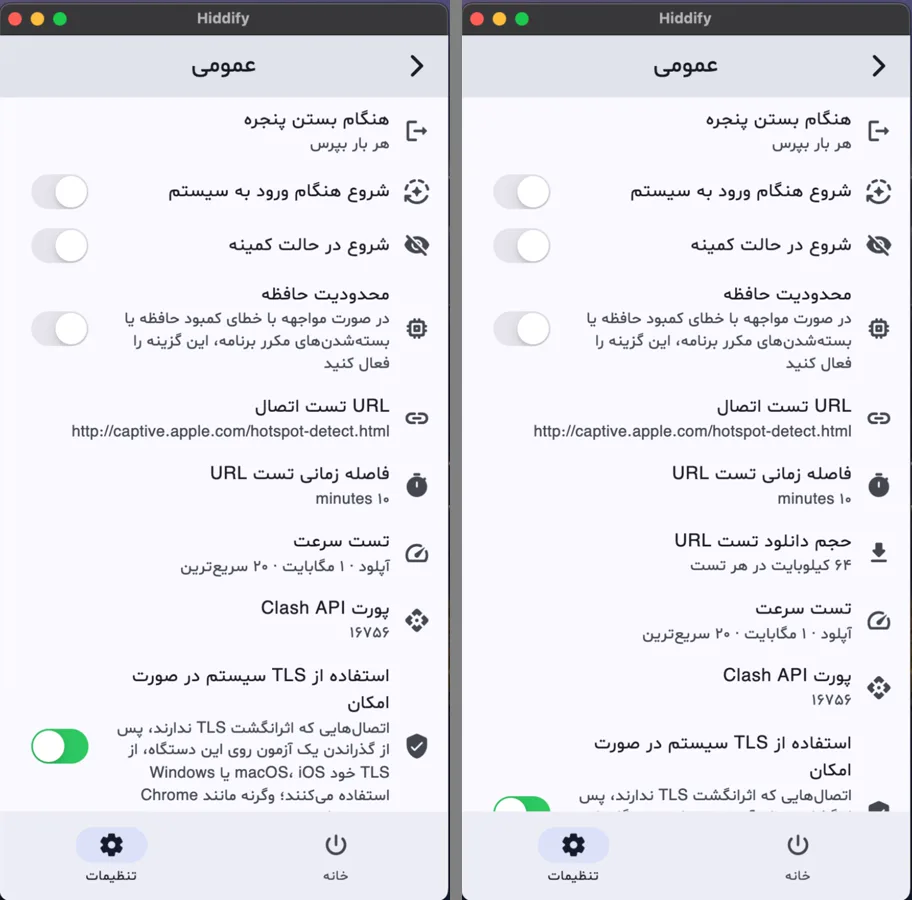 Hiddify
عمومی
هنگام بستن پنجره
هر بار بپرس
شروع هنگام ورود به سیستم
شروع در حالت کمینه
محدودیت حافظه
در صورت مواجهه با خطای کمبود حافظه یا
بسته‌شدن‌های مکرر برنامه، این گزینه را
فعال کنید
URL تست اتصال
http://captive.apple.com/hotspot-detect.html
فاصله زمانی تست URL
۱۰ minutes
تست سرعت
آپلود · ۱ مگابایت · ۲۰ سریع‌ترین
پورت Clash API
۱۶۷۵۶
استفاده از TLS سیستم در صورت
امکان
اتصال‌هایی که اثرانگشت TLS ندارند، پس
از گذراندن یک آزمون روی این دستگاه، از
TLS خود macOS، iOS یا Windows
استفاده می‌کنند؛ وگرنه مانند Chrome
خانه
تنظیمات
Hiddify
عمومی
هنگام بستن پنجره
هر بار بپرس
شروع هنگام ورود به سیستم
شروع در حالت کمینه
محدودیت حافظه
در صورت مواجهه با خطای کمبود حافظه یا
بسته‌شدن‌های مکرر برنامه، این گزینه را
فعال کنید
URL تست اتصال
http://captive.apple.com/hotspot-detect.html
فاصله زمانی تست URL
۱۰ minutes
حجم دانلود تست URL
۶۴ کیلوبایت در هر تست
تست سرعت
آپلود · ۱ مگابایت · ۲۰ سریع‌ترین
پورت Clash API
۱۶۷۵۶
استفاده از TLS سیستم در صورت
امکان
اتصال‌هایی که اثرانگشت TLS ندارند، پس
خانه
تنظیمات